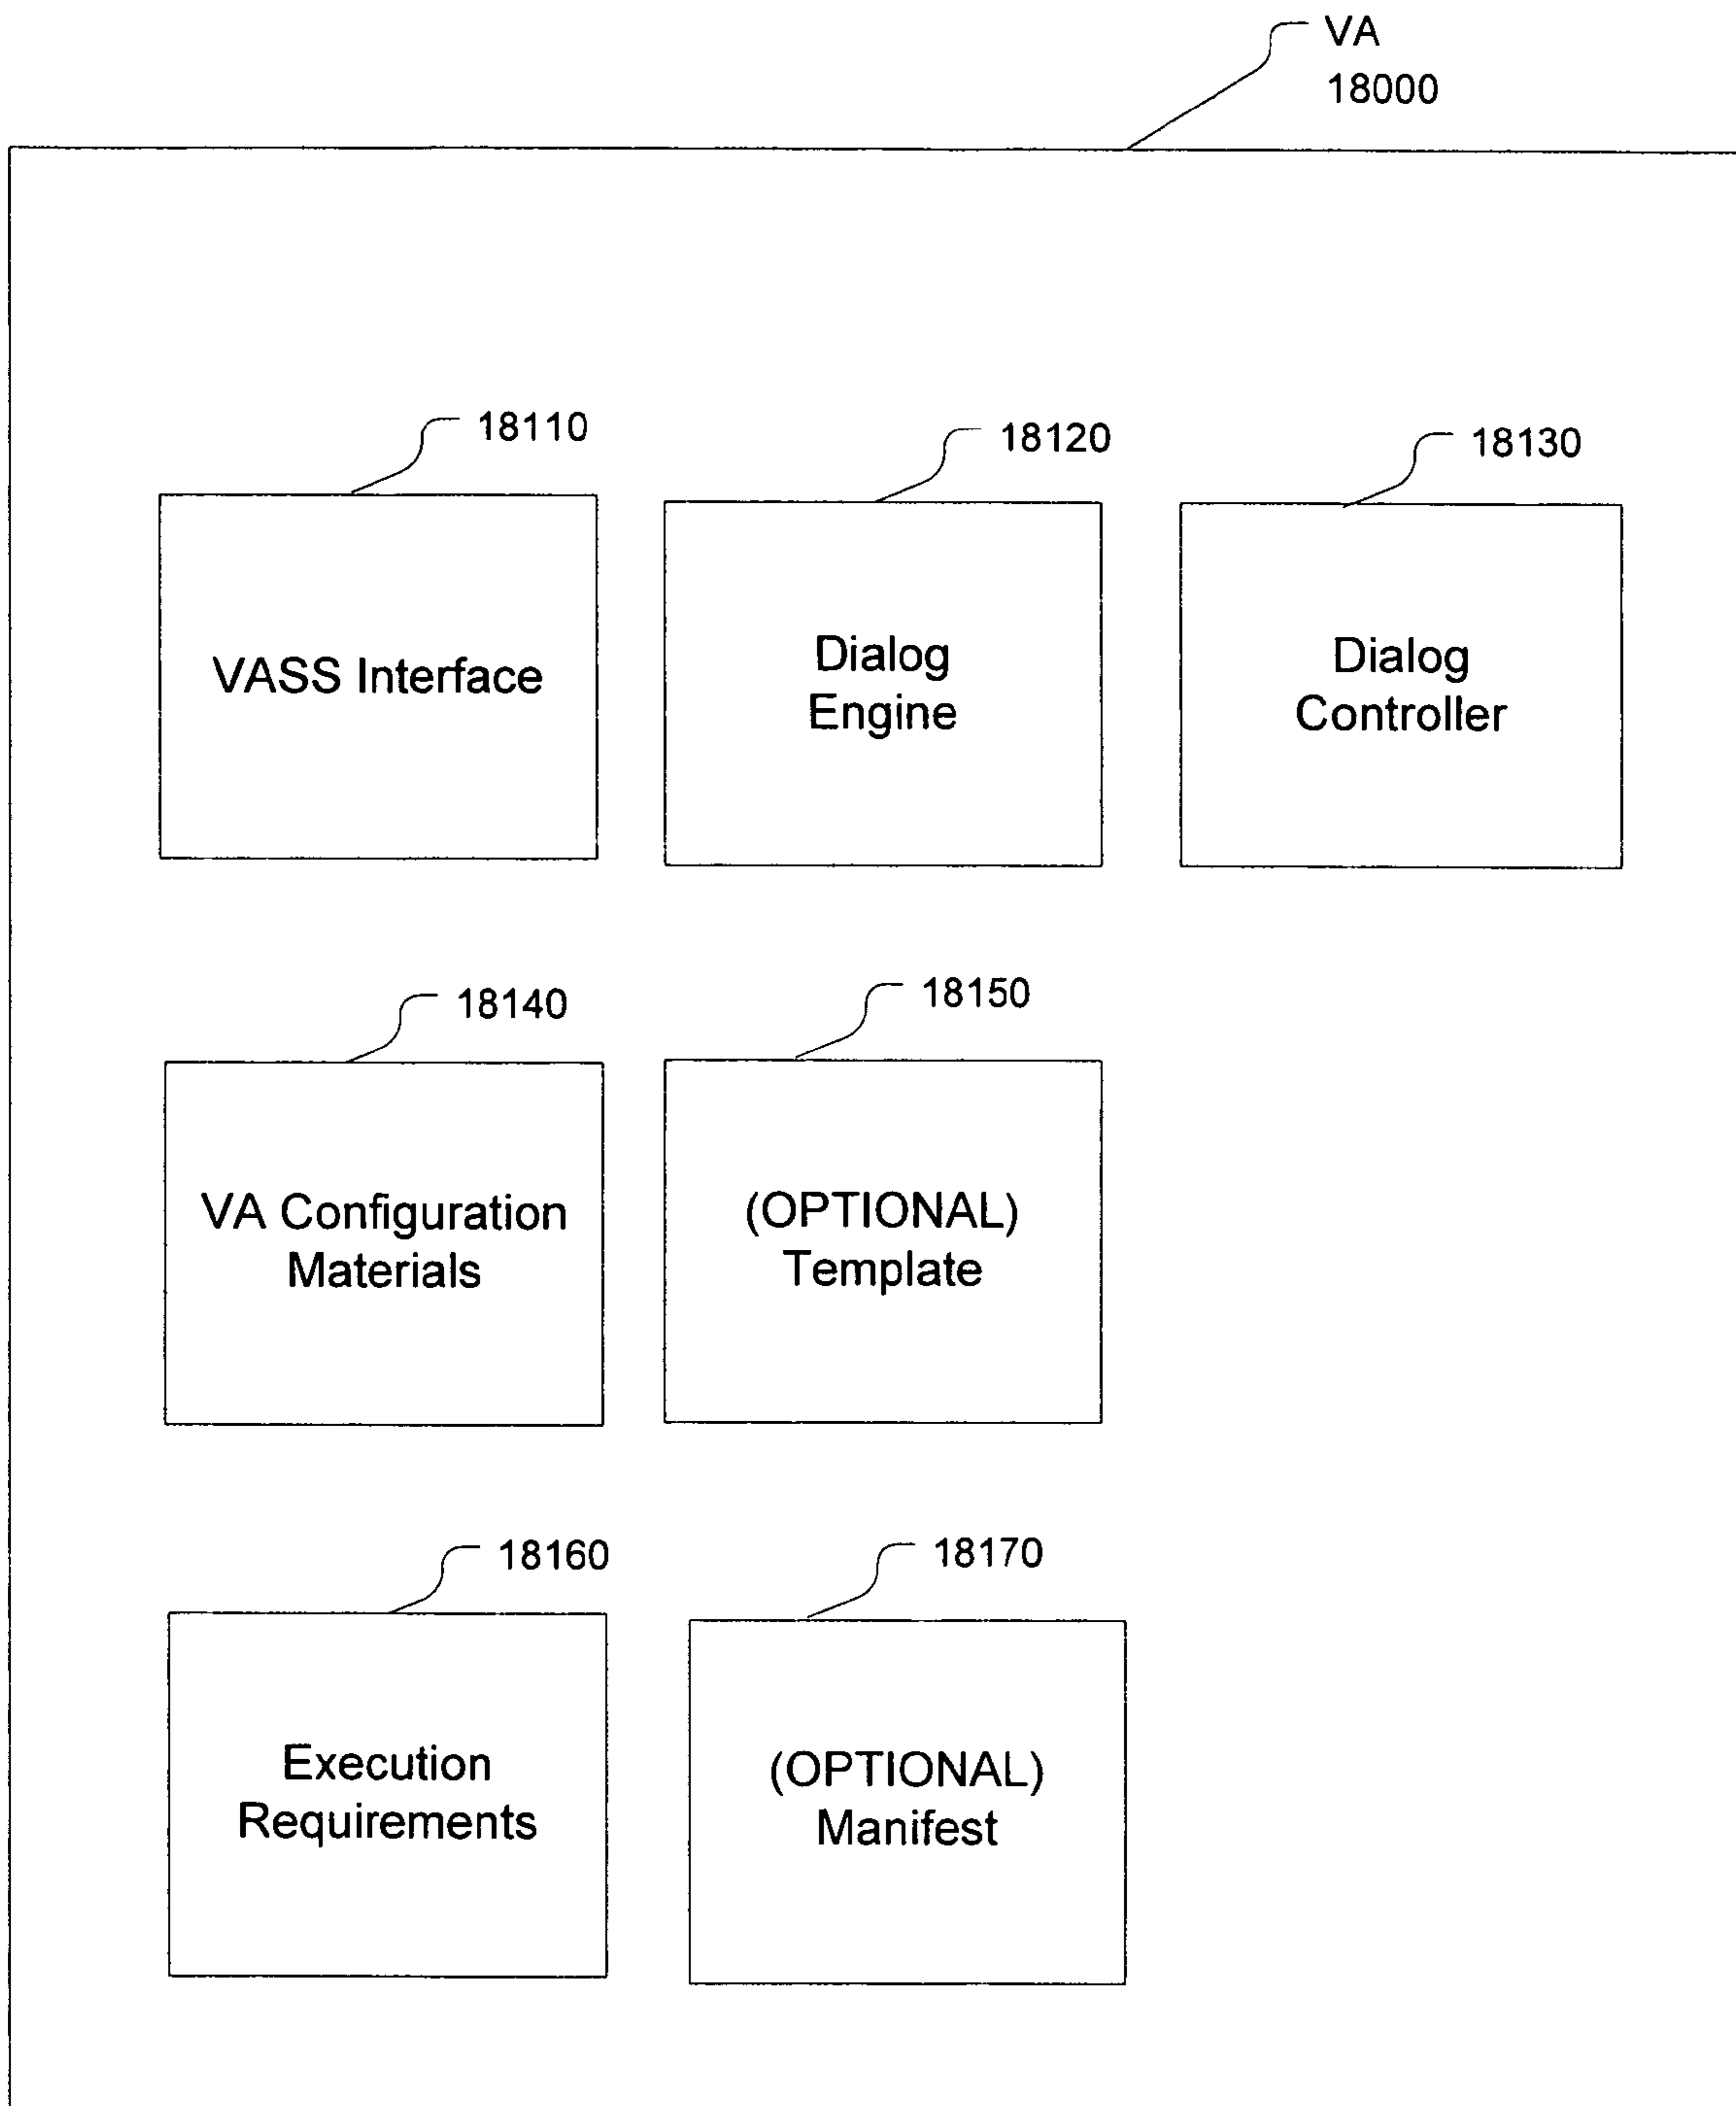 VA
18000
18110
18120
18130
VASS Interface
Dialog
Engine
Dialog
Controller
18140
18150
VA Configuration
Materials
(OPTIONAL)
Template
18160
18170
Execution
Requirements
(OPTIONAL)
Manifest